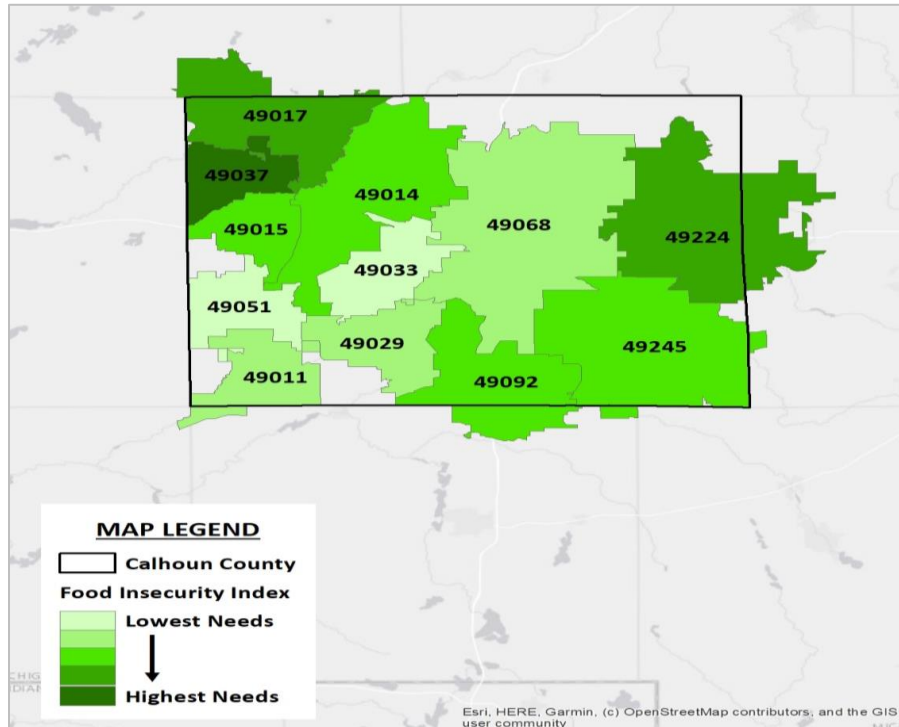 49017
49037
49014
49015
49068
49224
49033
49051
49029
49245
49011
49092
MAP LEGEND
Calhoun County
Food Insecurity Index
Lowest Needs
Highest Needs
Esri, HERE, Garmin, (c) OpenStreetMap contributors, and the GIS
user community